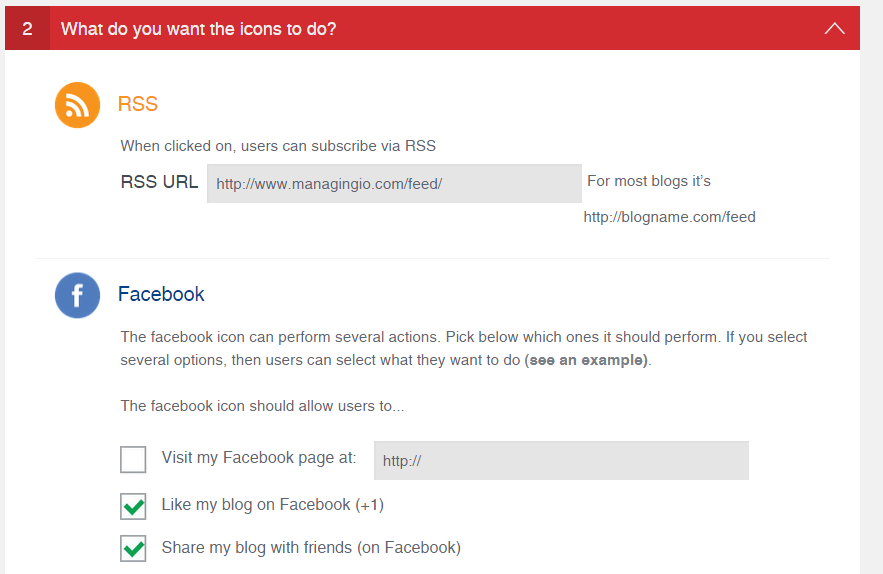 2 What do you want the icons to do?
RSS
When clicked on, users can subscribe via RSS
RSS URL http://www.managingio.com/feed/ For most blogs it’s
http://blogname.com/feed
f Facebook
The facebook icon can perform several actions. Pick below which ones it should perform. If you select
several options, then users can select what they want to do (see an example).
The facebook icon should allow users to...
Visit my Facebook page at: http://
Like my blog on Facebook (+1)
Share my blog with friends (on Facebook)